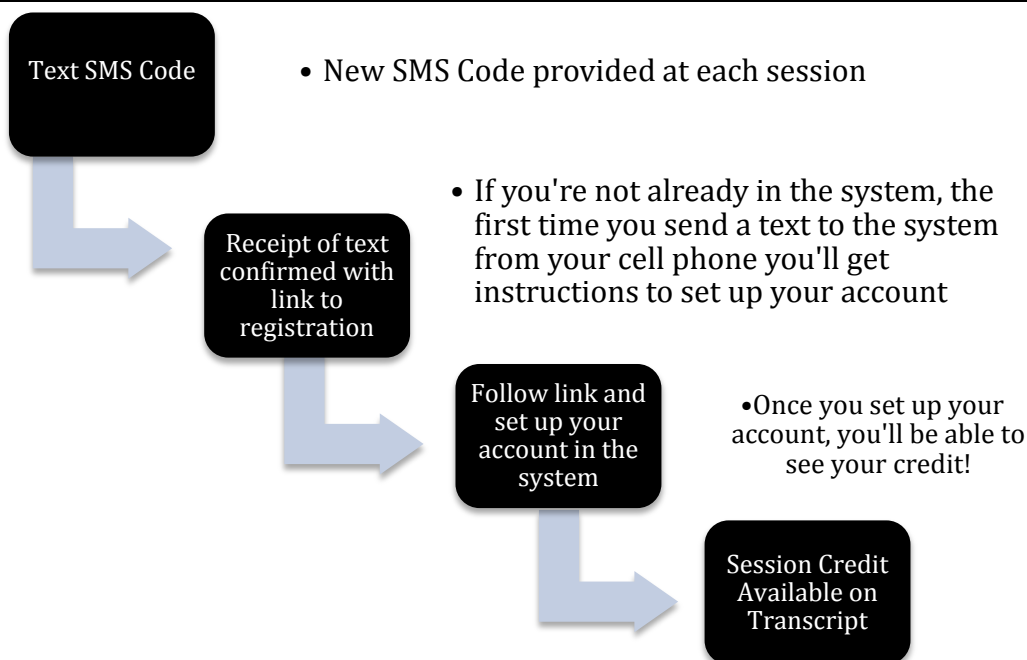 Text SMS Code
• New SMS Code provided at each session
Receipt of text
confirmed with
link to
registration
• If you're not already in the system, the
first time you send a text to the system
from your cell phone you'll get
instructions to set up your account
Follow link and
set up your
account in the
system
•Once you set up your
account, you'll be able to
see your credit!
Session Credit
Available on
Transcript